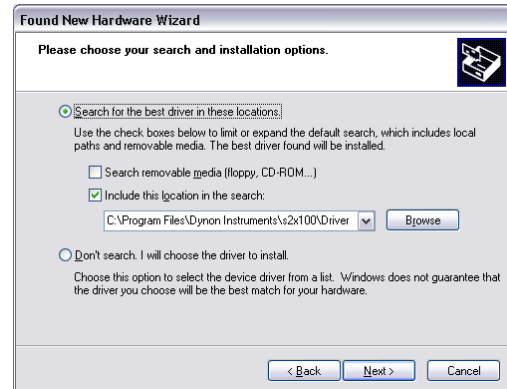 Found New Hardware Wizard
Please choose your search and installation options.
Search for the best driver in these locations.
Use the check boxes below to limit or expand the default search, which includes local
paths and removable media. The best driver found will be installed.
Search removable media (floppy, CD-ROM...)
Include this location in the search:
C:\Program Files\Dynon Instruments\s2x100\Driver
Browse
Don't search. I will choose the driver to install.
Choose this option to select the device driver from a list. Windows does not guarantee that
the driver you choose will be the best match for your hardware.
< Back Next > Cancel